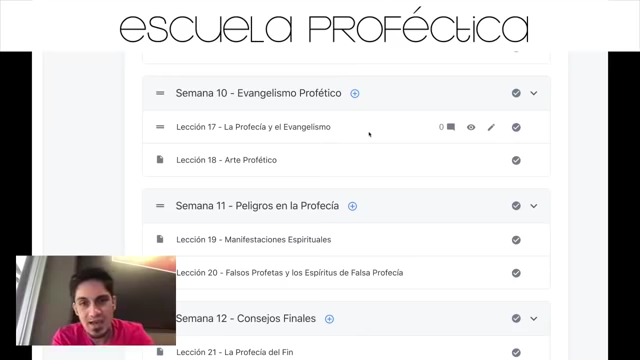 ESCUELA PROFÉCTICA
Semana 10 - Evangelismo Profético
Lección 17 - La Profecía y el Evangelismo
0
Lección 18 - Arte Profético
Semana 11 - Peligros en la Profecía
Lección 19 - Manifestaciones Espirituales
Lección 20 - Falsos Profetas y los Espíritus de Falsa Profecía
Semana 12 - Consejos Finales
Lección 21 - La Profecía del Fin